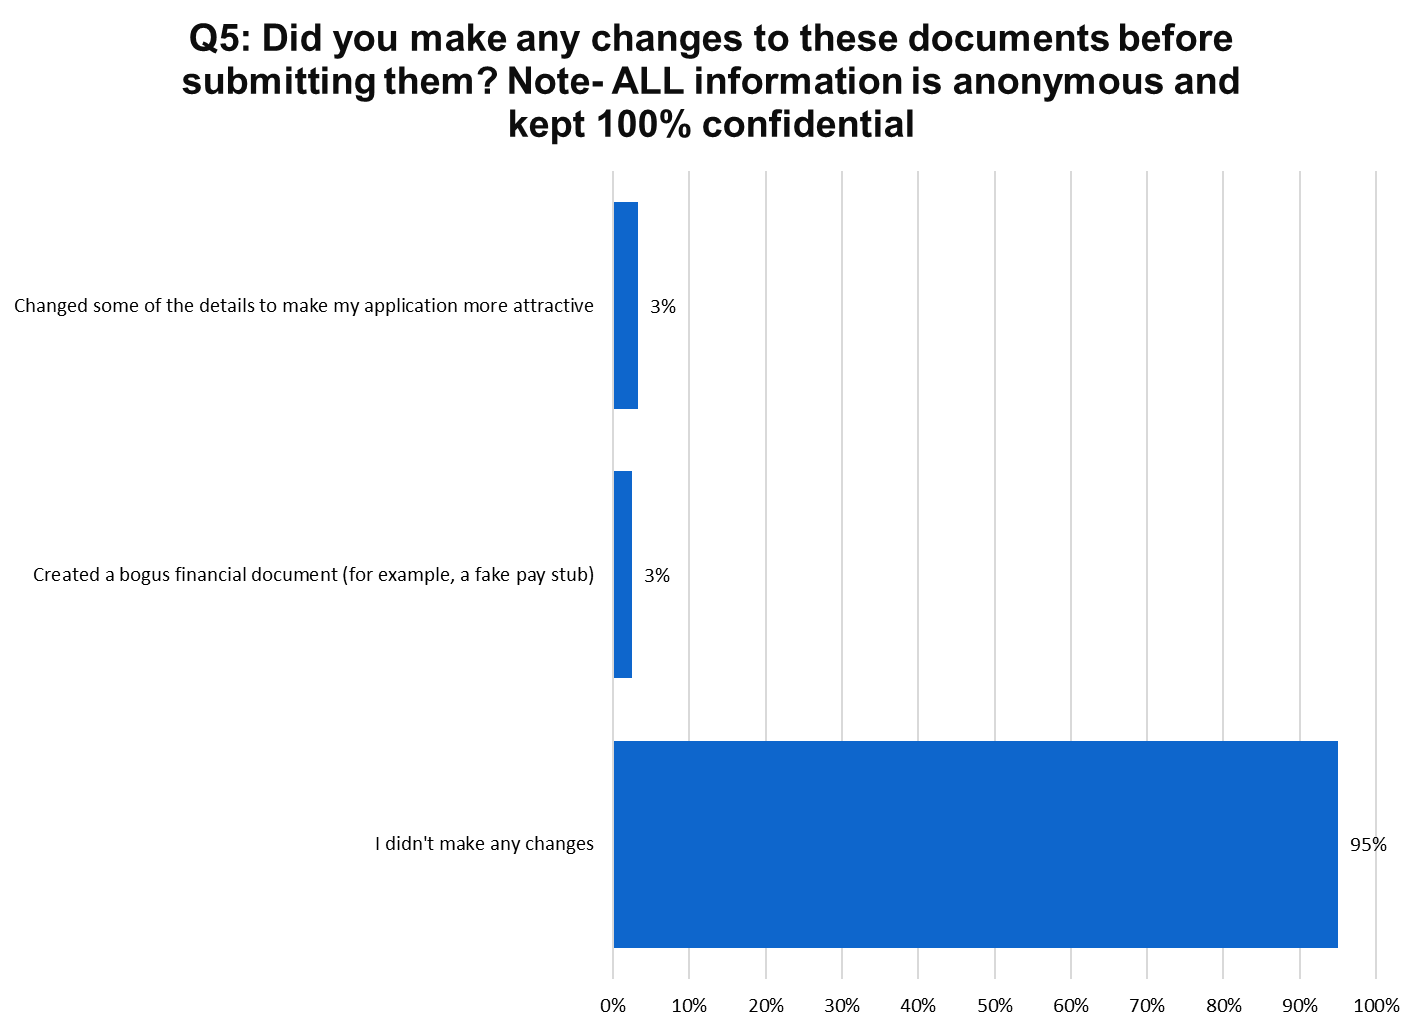 Q5: Did you make any changes to these documents before
submitting them? Note- ALL information is anonymous and
kept 100% confidential
Changed some of the details to make my application more attractive
3%
Created a bogus financial document (for example, a fake pay stub)
3%
I didn't make any changes
95%
0% 10% 20% 30% 40% 50% 60% 70% 80% 90% 100%